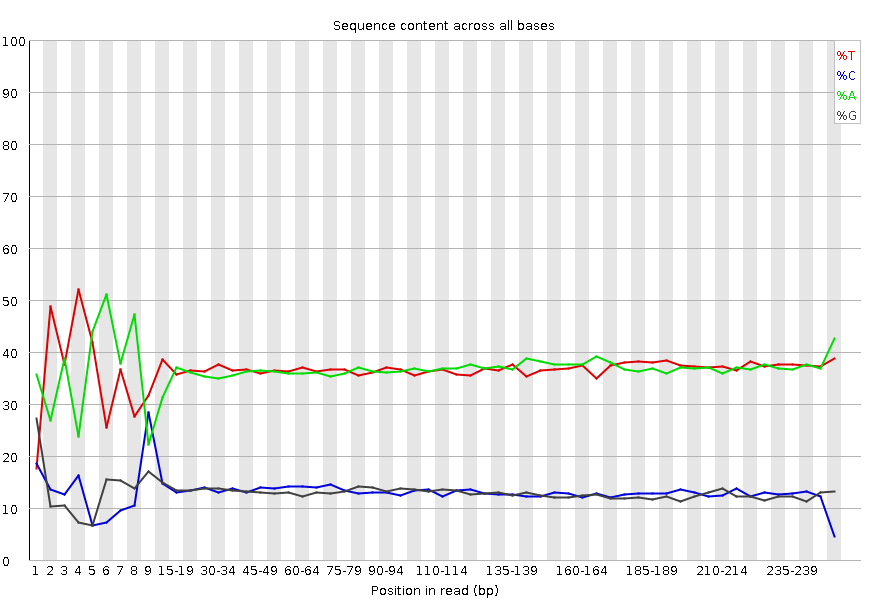 Sequence content across all bases
100
90
80
70
60
50
40
30
20
10
0
%T
%C
%A
%G
1 2 3 4 5 6 7 8 9 15-19 30-34 45-49 60-64 75-79 90-94 110-114 135-139 160-164 185-189 210-214 235-239
Position in read (bp)